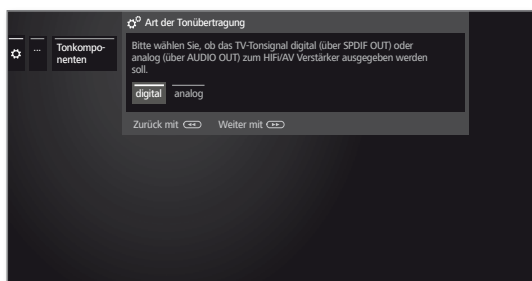 Art der Tonübertragung
... Tonkompo-
nenten
Bitte wählen Sie, ob das TV-Tonsignal digital (über SPDIF OUT) oder
analog (über AUDIO OUT) zum HiFi/AV Verstärker ausgegeben werden
soll.
digital analog
Zurück mit Weiter mit